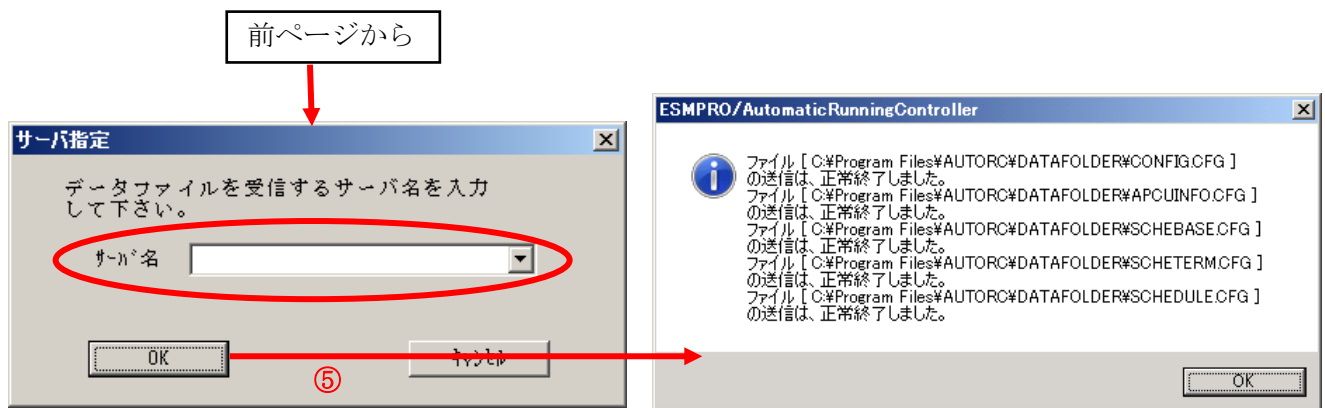 前ページから
サーバ指定
データファイルを受信するサーバ名を入力
して下さい。
ｻｰﾊﾞ名
OK
ｷｬﾝｾﾙ
⑤
ESMPRO/AutomaticRunningController
ファイル [ C:¥Program Files¥AUTORC¥DATAFOLDER¥CONFIG.CFG ]
の送信は、正常終了しました。
ファイル [ C:¥Program Files¥AUTORC¥DATAFOLDER¥APCUINFO.CFG ]
の送信は、正常終了しました。
ファイル [ C:¥Program Files¥AUTORC¥DATAFOLDER¥SCHEBASE.CFG ]
の送信は、正常終了しました。
ファイル [ C:¥Program Files¥AUTORC¥DATAFOLDER¥SCHETERM.CFG ]
の送信は、正常終了しました。
ファイル [ C:¥Program Files¥AUTORC¥DATAFOLDER¥SCHEDULE.CFG ]
の送信は、正常終了しました。
OK